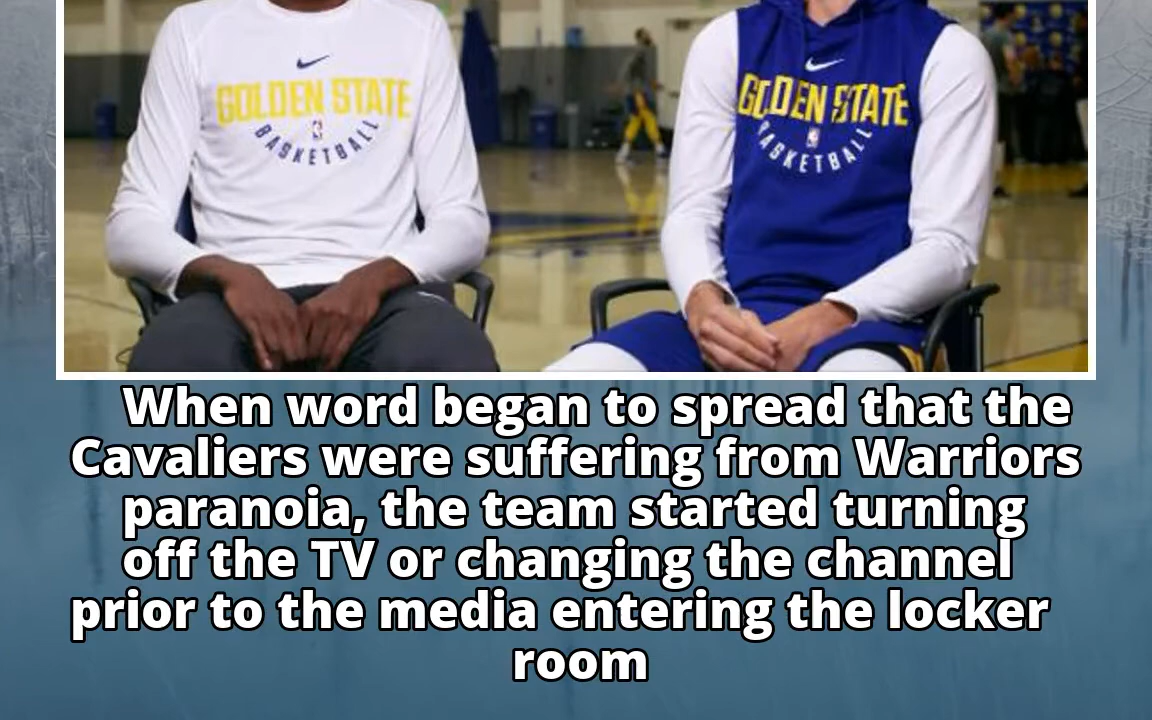 GOLDEN STATE
BASKETBALL
GOLDEN STATE
BASKETBALL
When word began to spread that the
Cavaliers were suffering from Warriors
paranoia, the team started turning
off the TV or changing the channel
prior to the media entering the locker
room